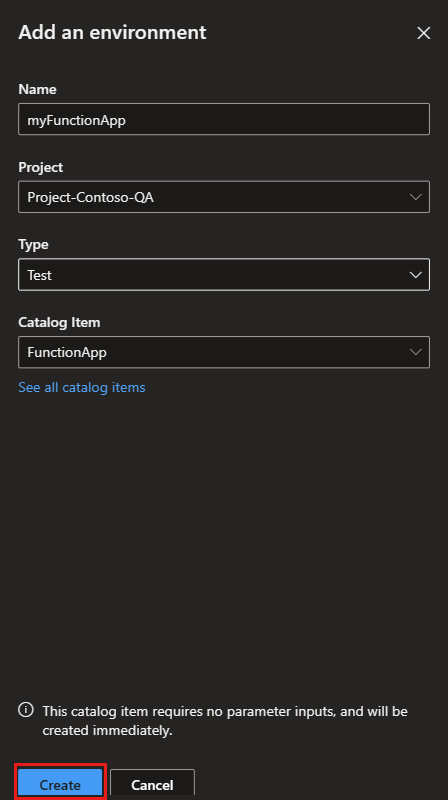 Add an environment
Name
myFunctionApp
Project
Project-Contoso-QA
Type
Test
Catalog Item
FunctionApp
See all catalog items
This catalog item requires no parameter inputs, and will be
created immediately.
Create
Cancel